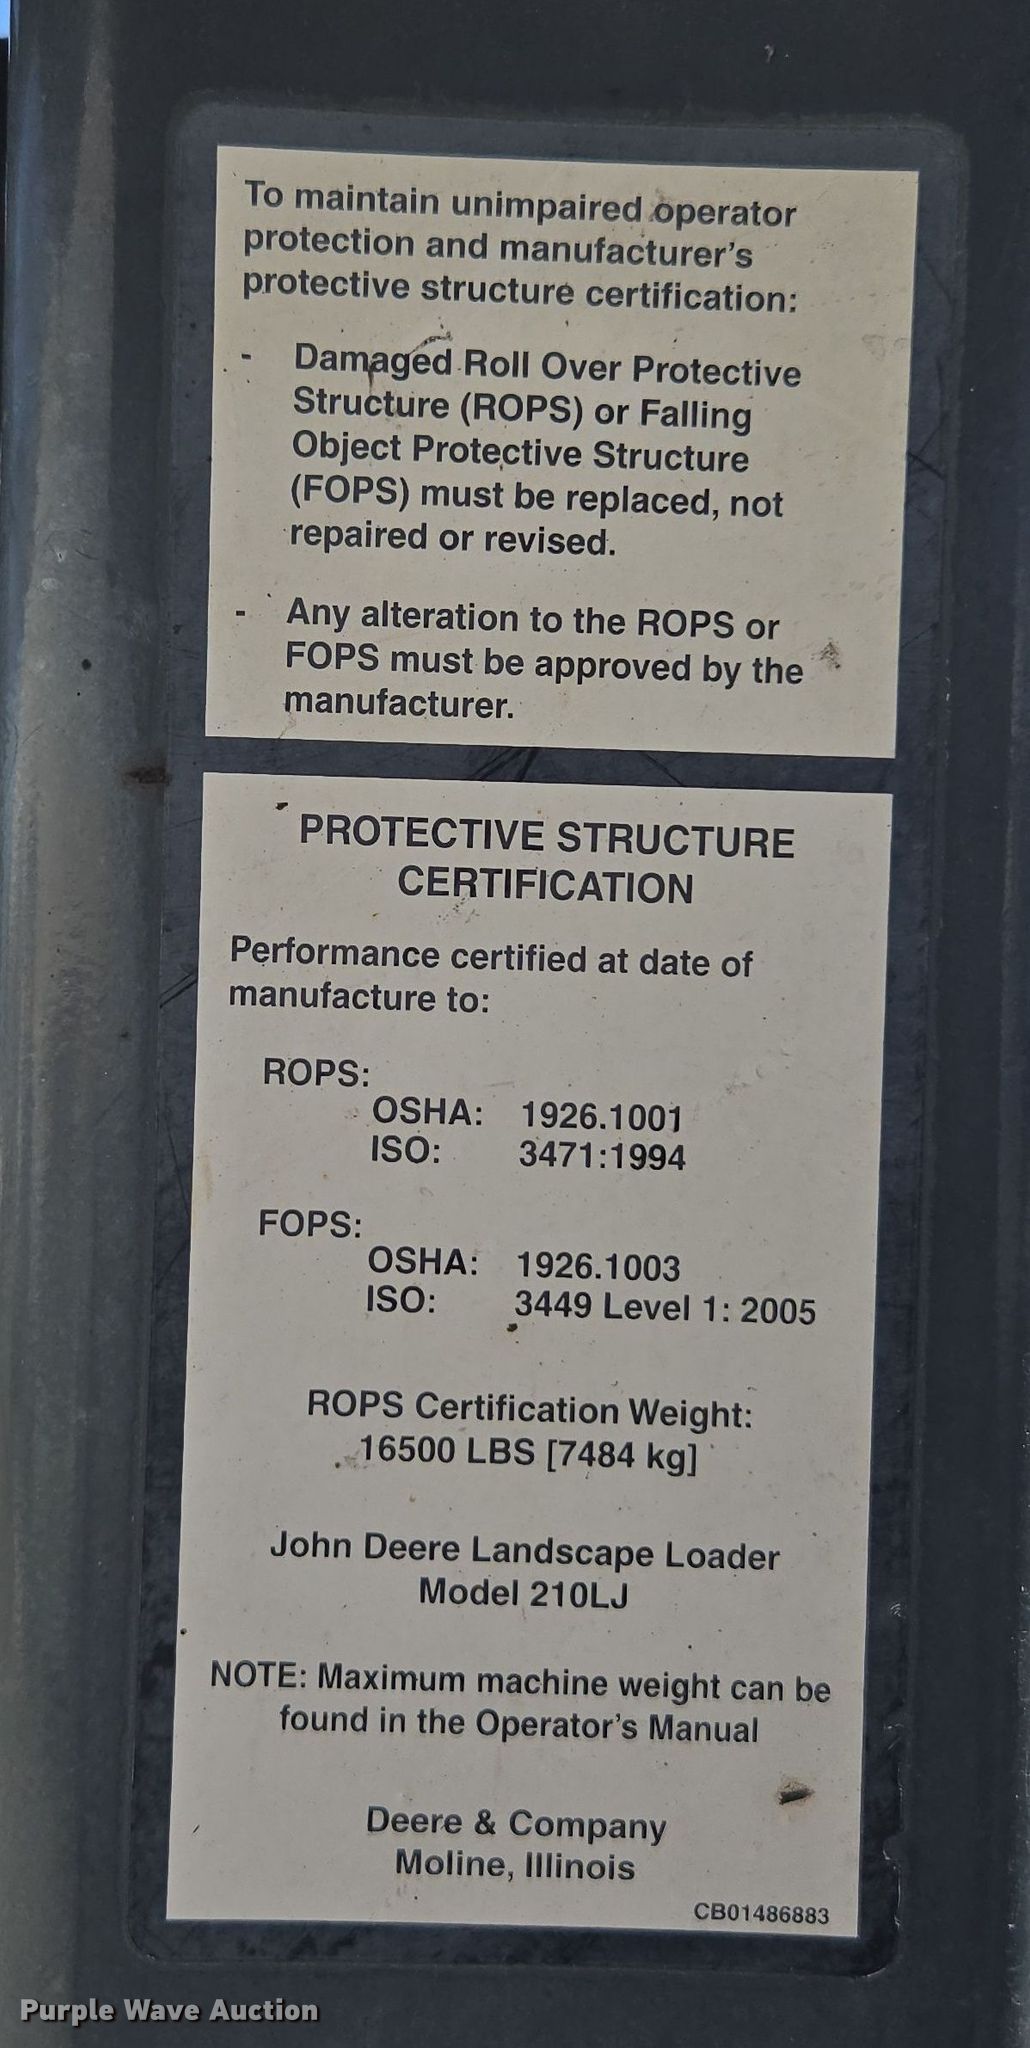 To maintain unimpaired operator
protection and manufacturer's
protective structure certification:
- Damaged Roll Over Protective
Structure (ROPS) or Falling
Object Protective Structure
(FOPS) must be replaced, not
repaired or revised.
- Any alteration to the ROPS or
FOPS must be approved by the
manufacturer.
PROTECTIVE STRUCTURE
CERTIFICATION
Performance certified at date of
manufacture to:
ROPS:
OSHA: 1926.1001
ISO: 3471:1994
FOPS:
OSHA: 1926.1003
ISO: 3449 Level 1: 2005
ROPS Certification Weight:
16500 LBS [7484 kg]
John Deere Landscape Loader
Model 210LJ
NOTE: Maximum machine weight can be
found in the Operator's Manual
Deere & Company
Moline, Illinois
CB01486883
Purple Wave Auction